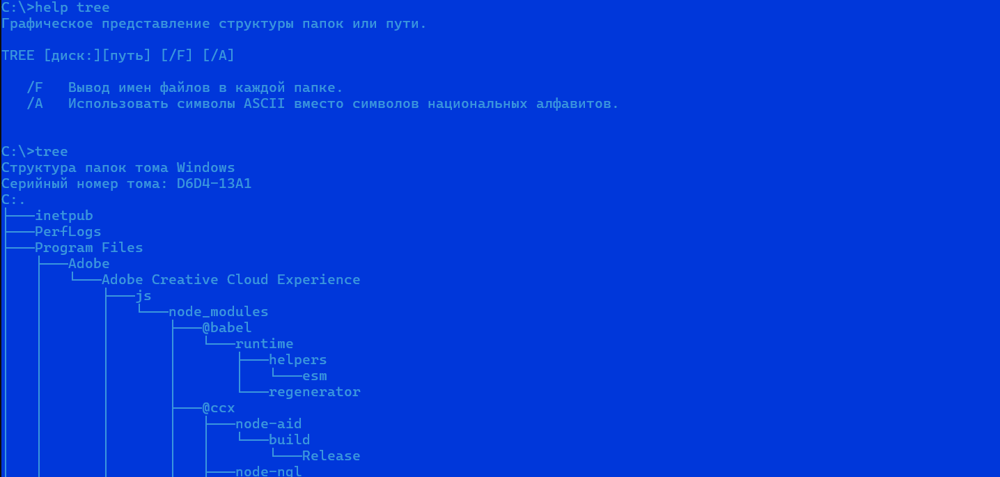 C:\>help tree
Графическое представление структуры папок или пути.

TREE [диск:][путь] [/F] [/A]

   /F   Вывод имен файлов в каждой папке.
   /A   Использовать символы ASCII вместо символов национальных алфавитов.


C:\>tree
Структура папок тома Windows
Серийный номер тома: D6D4-13A1
C:.
├───inetpub
├───PerfLogs
├───Program Files
│   ├───Adobe
│   │   └───Adobe Creative Cloud Experience
│   │       ├───js
│   │       │   └───node_modules
│   │       │       ├───@babel
│   │       │       │   └───runtime
│   │       │       │       ├───helpers
│   │       │       │       │   └───esm
│   │       │       │       └───regenerator
│   │       │       ├───@ccx
│   │       │       │   ├───node-aid
│   │       │       │   │   └───build
│   │       │       │   │       └───Release
│   │       │       │   ├───node-ngl